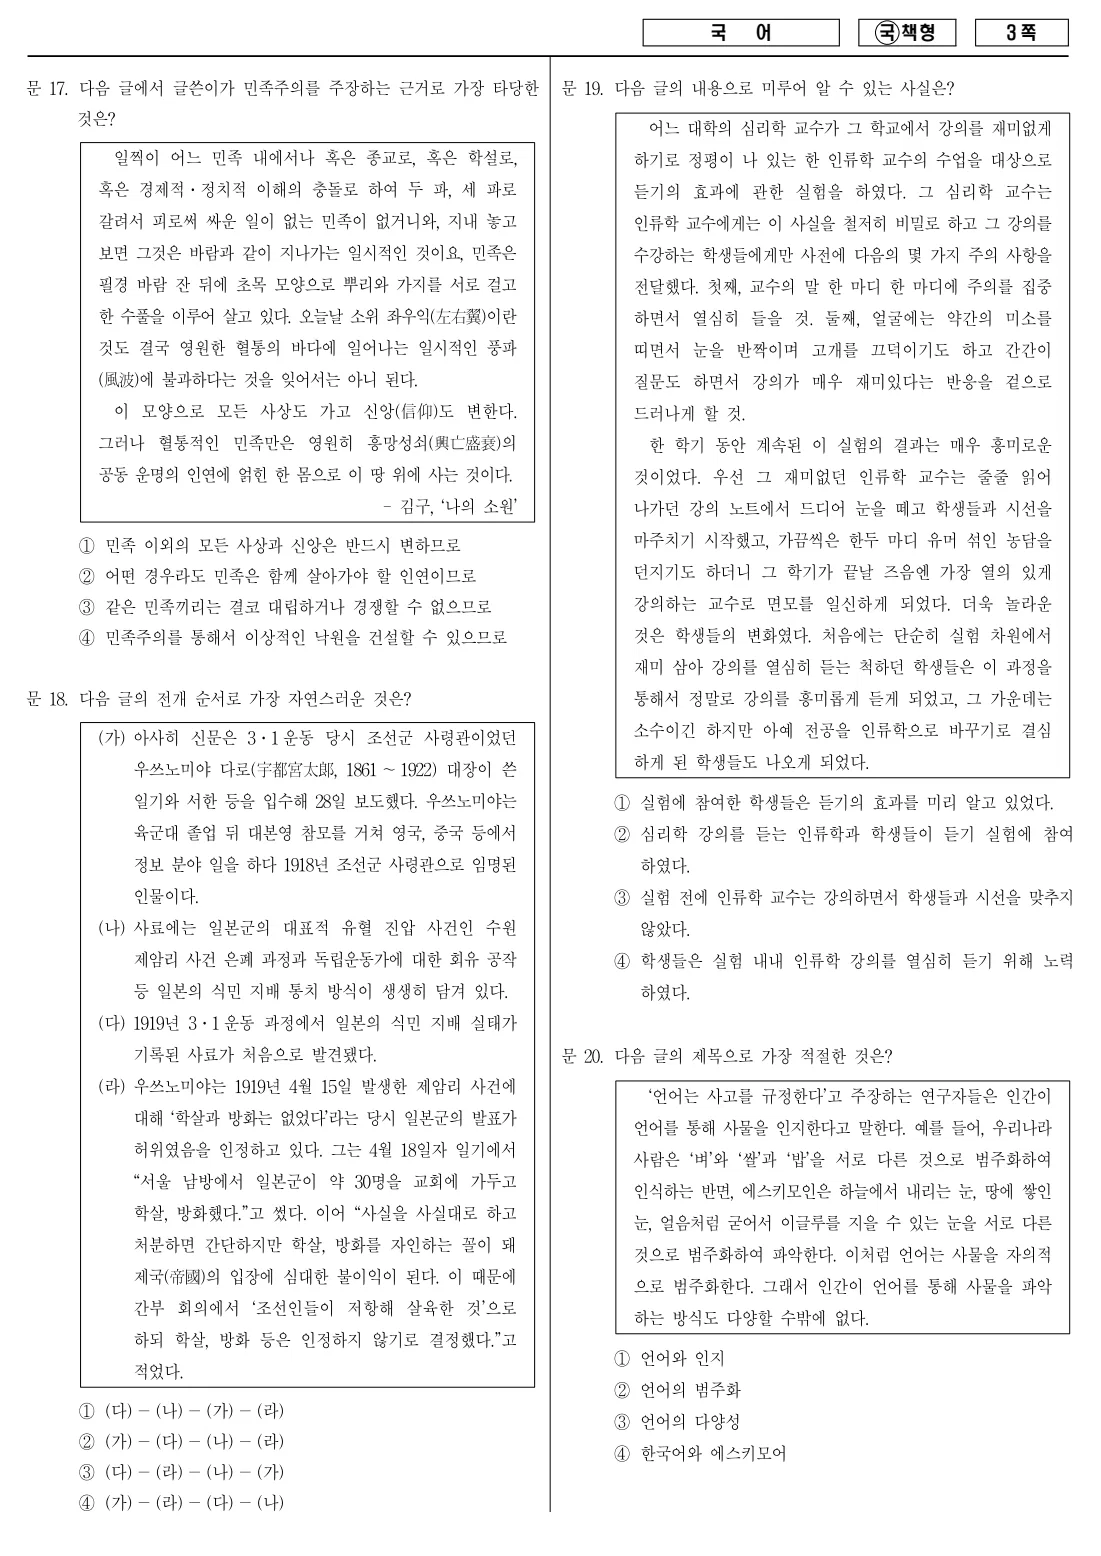 국 어
국책형
3쪽
문 17. 다음 글에서 글쓴이가 민족주의를 주장하는 근거로 가장 타당한
것은?
일찍이 어느 민족 내에서나 혹은 종교로, 혹은 학설로,
혹은 경제적·정치적 이해의 충돌로 하여 두 파, 세 파로
갈려서 피로써 싸운 일이 없는 민족이 없거니와, 지내 놓고
보면 그것은 바람과 같이 지나가는 일시적인 것이요, 민족은
필경 바람 잔 뒤에 초목 모양으로 뿌리와 가지를 서로 걸고
한 수풀을 이루어 살고 있다. 오늘날 소위 좌우익(左右翼)이란
것도 결국 영원한 혈통의 바다에 일어나는 일시적인 풍파
(風波)에 불과하다는 것을 잊어서는 아니 된다.
이 모양으로 모든 사상도 가고 신앙(信仰)도 변한다.
그러나 혈통적인 민족만은 영원히 흥망성쇠(興亡盛衰)의
공동 운명의 인연에 얽힌 한 몸으로 이 땅 위에 사는 것이다.
- 김구, ‘나의 소원’
① 민족 이외의 모든 사상과 신앙은 반드시 변하므로
② 어떤 경우라도 민족은 함께 살아가야 할 인연이므로
③ 같은 민족끼리는 결코 대립하거나 경쟁할 수 없으므로
④ 민족주의를 통해서 이상적인 낙원을 건설할 수 있으므로
문 18. 다음 글의 전개 순서로 가장 자연스러운 것은?
(가) 아사히 신문은 3·1운동 당시 조선군 사령관이었던
우쓰노미야 다로(宇都宮太郞, 1861 ~ 1922) 대장이 쓴
일기와 서한 등을 입수해 28일 보도했다. 우쓰노미야는
육군대 졸업 뒤 대본영 참모를 거쳐 영국, 중국 등에서
정보 분야 일을 하다 1918년 조선군 사령관으로 임명된
인물이다.
(나) 사료에는 일본군의 대표적 유혈 진압 사건인 수원
제암리 사건 은폐 과정과 독립운동가에 대한 회유 공작
등 일본의 식민 지배 통치 방식이 생생히 담겨 있다.
(다) 1919년 3·1운동 과정에서 일본의 식민 지배 실태가
기록된 사료가 처음으로 발견됐다.
(라) 우쓰노미야는 1919년 4월 15일 발생한 제암리 사건에
대해 ‘학살과 방화는 없었다’라는 당시 일본군의 발표가
허위였음을 인정하고 있다. 그는 4월 18일자 일기에서
“서울 남방에서 일본군이 약 30명을 교회에 가두고
학살, 방화했다.”고 썼다. 이어 “사실을 사실대로 하고
처분하면 간단하지만 학살, 방화를 자인하는 꼴이 돼
제국(帝國)의 입장에 심대한 불이익이 된다. 이 때문에
간부 회의에서 ‘조선인들이 저항해 살육한 것’으로
하되 학살, 방화 등은 인정하지 않기로 결정했다.”고
적었다.
① (다) - (나) - (가) - (라)
② (가) - (다) - (나) - (라)
③ (다) - (라) - (나) - (가)
④ (가) - (라) - (다) - (나)
문 19. 다음 글의 내용으로 미루어 알 수 있는 사실은?
어느 대학의 심리학 교수가 그 학교에서 강의를 재미없게
하기로 정평이 나 있는 한 인류학 교수의 수업을 대상으로
듣기의 효과에 관한 실험을 하였다. 그 심리학 교수는
인류학 교수에게는 이 사실을 철저히 비밀로 하고 그 강의를
수강하는 학생들에게만 사전에 다음의 몇 가지 주의 사항을
전달했다. 첫째, 교수의 말 한 마디 한 마디에 주의를 집중
하면서 열심히 들을 것. 둘째, 얼굴에는 약간의 미소를
띠면서 눈을 반짝이며 고개를 끄덕이기도 하고 간간이
질문도 하면서 강의가 매우 재미있다는 반응을 겉으로
드러나게 할 것.
한 학기 동안 계속된 이 실험의 결과는 매우 흥미로운
것이었다. 우선 그 재미없던 인류학 교수는 줄줄 읽어
나가던 강의 노트에서 드디어 눈을 떼고 학생들과 시선을
마주치기 시작했고, 가끔씩은 한두 마디 유머 섞인 농담을
던지기도 하더니 그 학기가 끝날 즈음엔 가장 열의 있게
강의하는 교수로 면모를 일신하게 되었다. 더욱 놀라운
것은 학생들의 변화였다. 처음에는 단순히 실험 차원에서
재미 삼아 강의를 열심히 듣는 척하던 학생들은 이 과정을
통해서 정말로 강의를 흥미롭게 듣게 되었고, 그 가운데는
소수이긴 하지만 아예 전공을 인류학으로 바꾸기로 결심
하게 된 학생들도 나오게 되었다.
① 실험에 참여한 학생들은 듣기의 효과를 미리 알고 있었다.
② 심리학 강의를 듣는 인류학과 학생들이 듣기 실험에 참여
하였다.
③ 실험 전에 인류학 교수는 강의하면서 학생들과 시선을 맞추지
않았다.
④ 학생들은 실험 내내 인류학 강의를 열심히 듣기 위해 노력
하였다.
문 20. 다음 글의 제목으로 가장 적절한 것은?
‘언어는 사고를 규정한다’고 주장하는 연구자들은 인간이
언어를 통해 사물을 인지한다고 말한다. 예를 들어, 우리나라
사람은 ‘벼’와 ‘쌀’과 ‘밥’을 서로 다른 것으로 범주화하여
인식하는 반면, 에스키모인은 하늘에서 내리는 눈, 땅에 쌓인
눈, 얼음처럼 굳어서 이글루를 지을 수 있는 눈을 서로 다른
것으로 범주화하여 파악한다. 이처럼 언어는 사물을 자의적
으로 범주화한다. 그래서 인간이 언어를 통해 사물을 파악
하는 방식도 다양할 수밖에 없다.
① 언어와 인지
② 언어의 범주화
③ 언어의 다양성
④ 한국어와 에스키모어